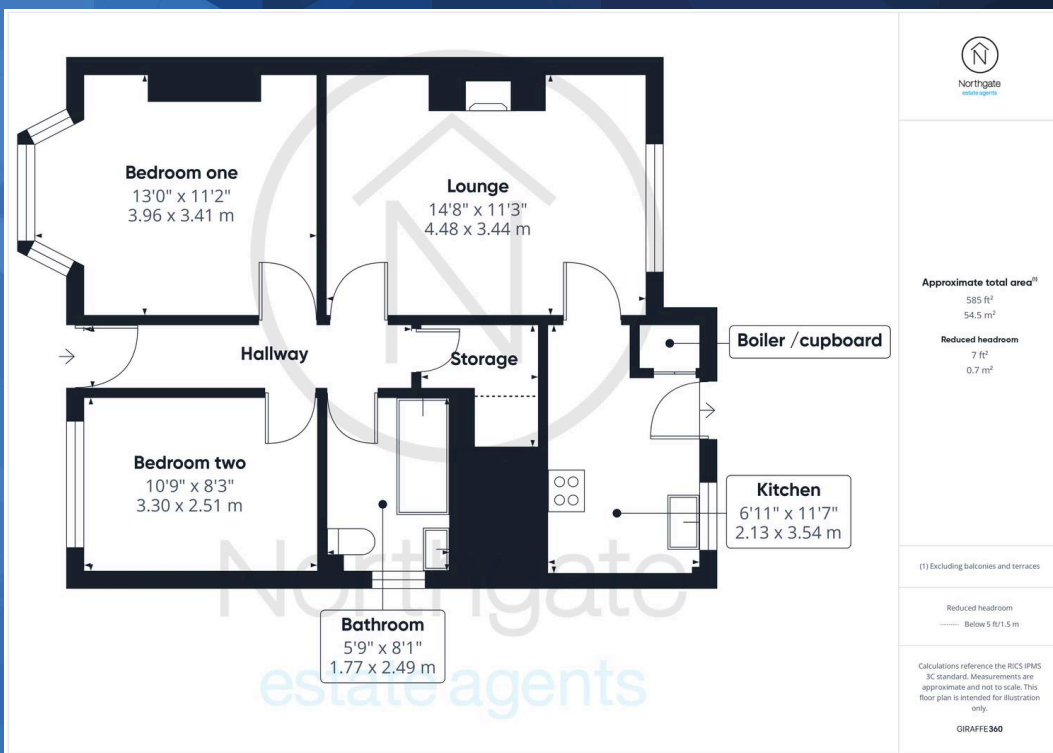 Bedroom one
13'0" x 11'2"
3.96 x 3.41 m
Lounge
14'8" x 11'3"
4.48 x 3.44 m
Hallway
Storage
Boiler /cupboard
Bedroom two
10'9" x 8'3"
3.30 x 2.51 m
Kitchen
6'11" x 11'7"
2.13 x 3.54 m
Bathroom
5'9" x 8'1"
1.77 x 2.49 m
N
Northgate
estate agents
N
Northgate
estate agents
Approximate total area(1)
585 ft²
54.5 m²
Reduced headroom
7 ft²
0.7 m²
(1) Excluding balconies and terraces
Reduced headroom
Below 5 ft/1.5 m
Calculations reference the RICS IPMS
3C standard. Measurements are
approximate and not to scale. This
floor plan is intended for illustration
only.
GIRAFFE360